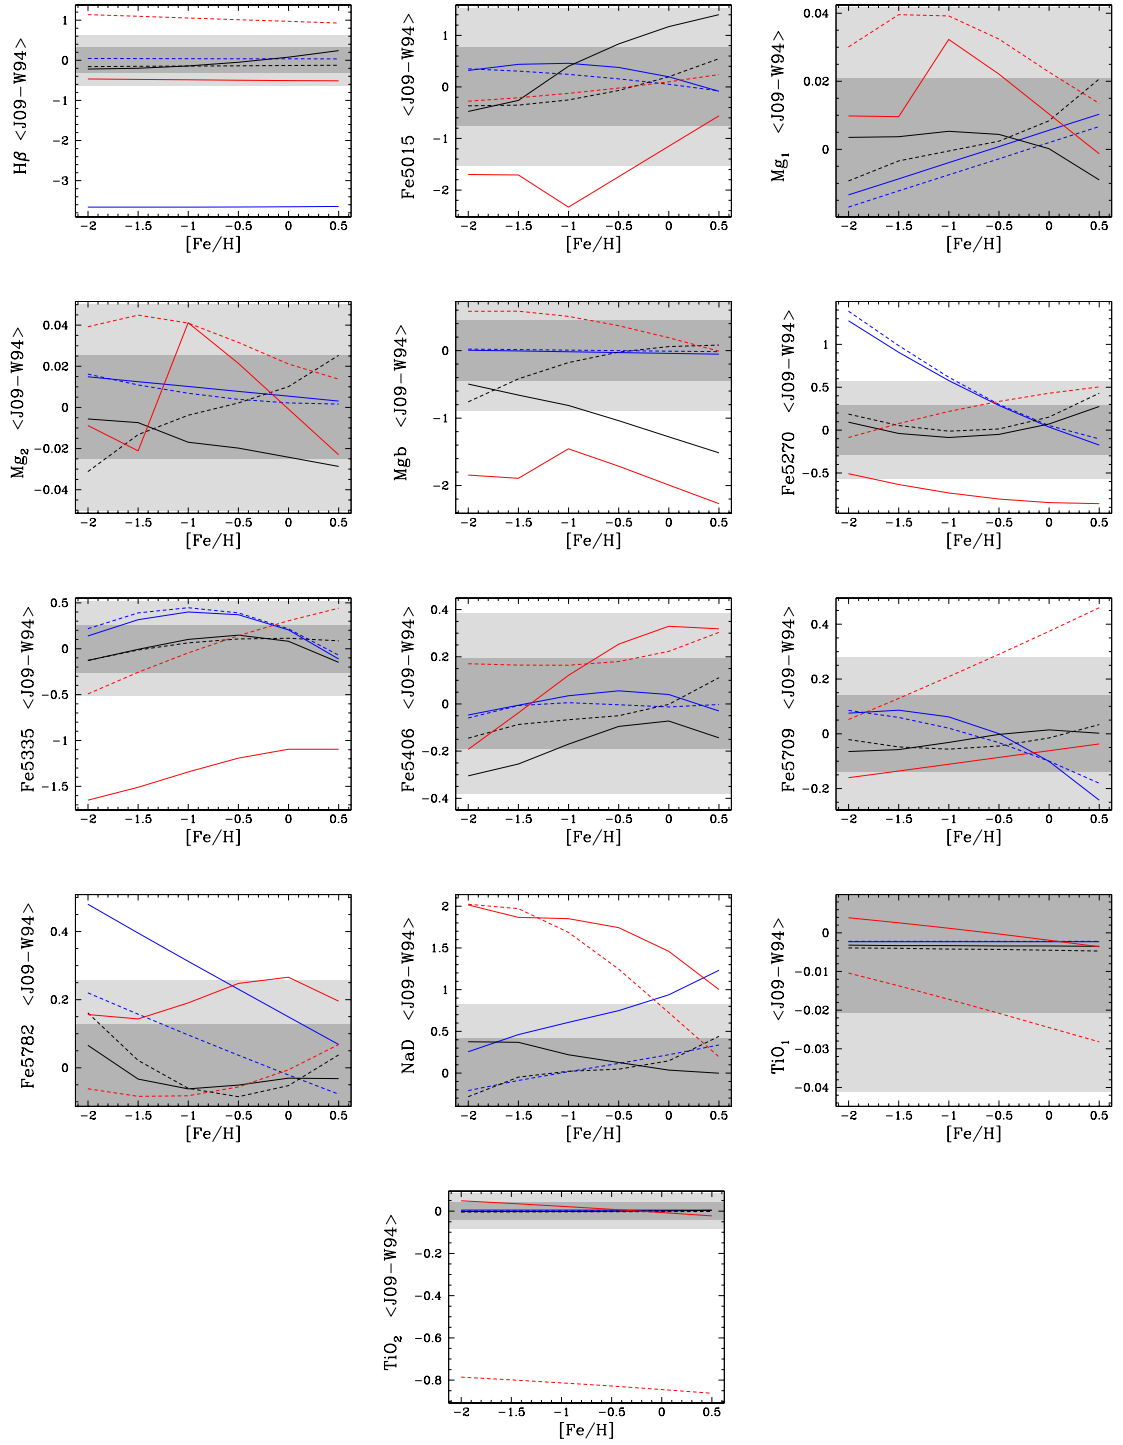 Hβ <J09−W94>
1
0
−1
−2
−3
−2 −1.5 −1 −0.5 0 0.5
[Fe/H]
Fe5015 <J09−W94>
1
0
−1
−2
−2 −1.5 −1 −0.5 0 0.5
[Fe/H]
Mg₁ <J09−W94>
0.04
0.02
0
−2 −1.5 −1 −0.5 0 0.5
[Fe/H]
Mg₂ <J09−W94>
0.04
0.02
0
−0.02
−0.04
−2 −1.5 −1 −0.5 0 0.5
[Fe/H]
Mgb <J09−W94>
0
−1
−2
−2 −1.5 −1 −0.5 0 0.5
[Fe/H]
Fe5270 <J09−W94>
1
0.5
0
−0.5
−2 −1.5 −1 −0.5 0 0.5
[Fe/H]
Fe5335 <J09−W94>
0.5
0
−0.5
−1
−1.5
−2 −1.5 −1 −0.5 0 0.5
[Fe/H]
Fe5406 <J09−W94>
0.4
0.2
0
−0.2
−0.4
−2 −1.5 −1 −0.5 0 0.5
[Fe/H]
Fe5709 <J09−W94>
0.4
0.2
0
−0.2
−2 −1.5 −1 −0.5 0 0.5
[Fe/H]
Fe5782 <J09−W94>
0.4
0.2
0
−2 −1.5 −1 −0.5 0 0.5
[Fe/H]
NaD <J09−W94>
2
1.5
1
0.5
0
−2 −1.5 −1 −0.5 0 0.5
[Fe/H]
TiO₁ <J09−W94>
0
−0.01
−0.02
−0.03
−0.04
−2 −1.5 −1 −0.5 0 0.5
[Fe/H]
TiO₂ <J09−W94>
0
−0.2
−0.4
−0.6
−0.8
−2 −1.5 −1 −0.5 0 0.5
[Fe/H]